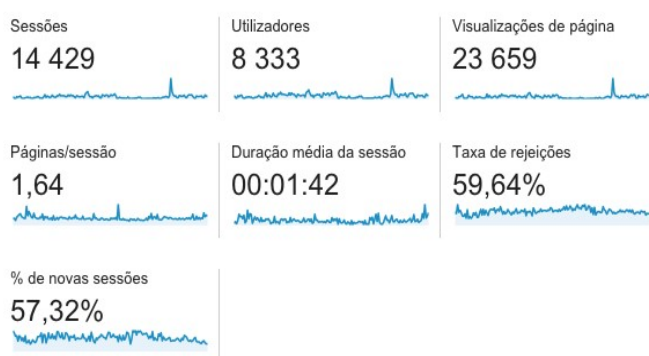 Sessões
14 429
Utilizadores
8 333
Visualizações de página
23 659
Páginas/sessão
1,64
Duração média da sessão
00:01:42
Taxa de rejeições
59,64%
% de novas sessões
57,32%